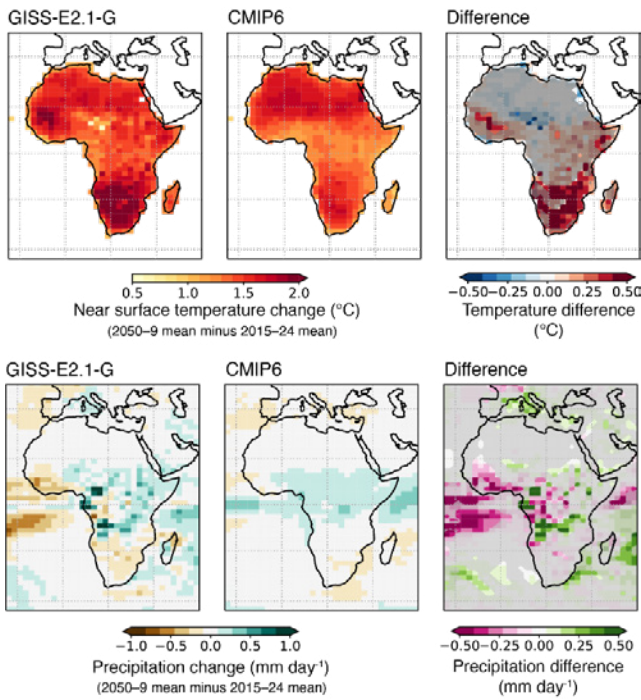 GISS-E2.1-G CMIP6 Difference
0.5 1.0 1.5 2.0 −0.50 −0.25 0.00 0.25 0.50
Near surface temperature change (°C) Temperature difference
(2050–9 mean minus 2015–24 mean) (°C)
GISS-E2.1-G CMIP6 Difference
−1.0 −0.5 0.0 0.5 1.0 −0.50 −0.25 0.00 0.25 0.50
Precipitation change (mm day⁻¹) Precipitation difference
(2050–9 mean minus 2015–24 mean) (mm day⁻¹)